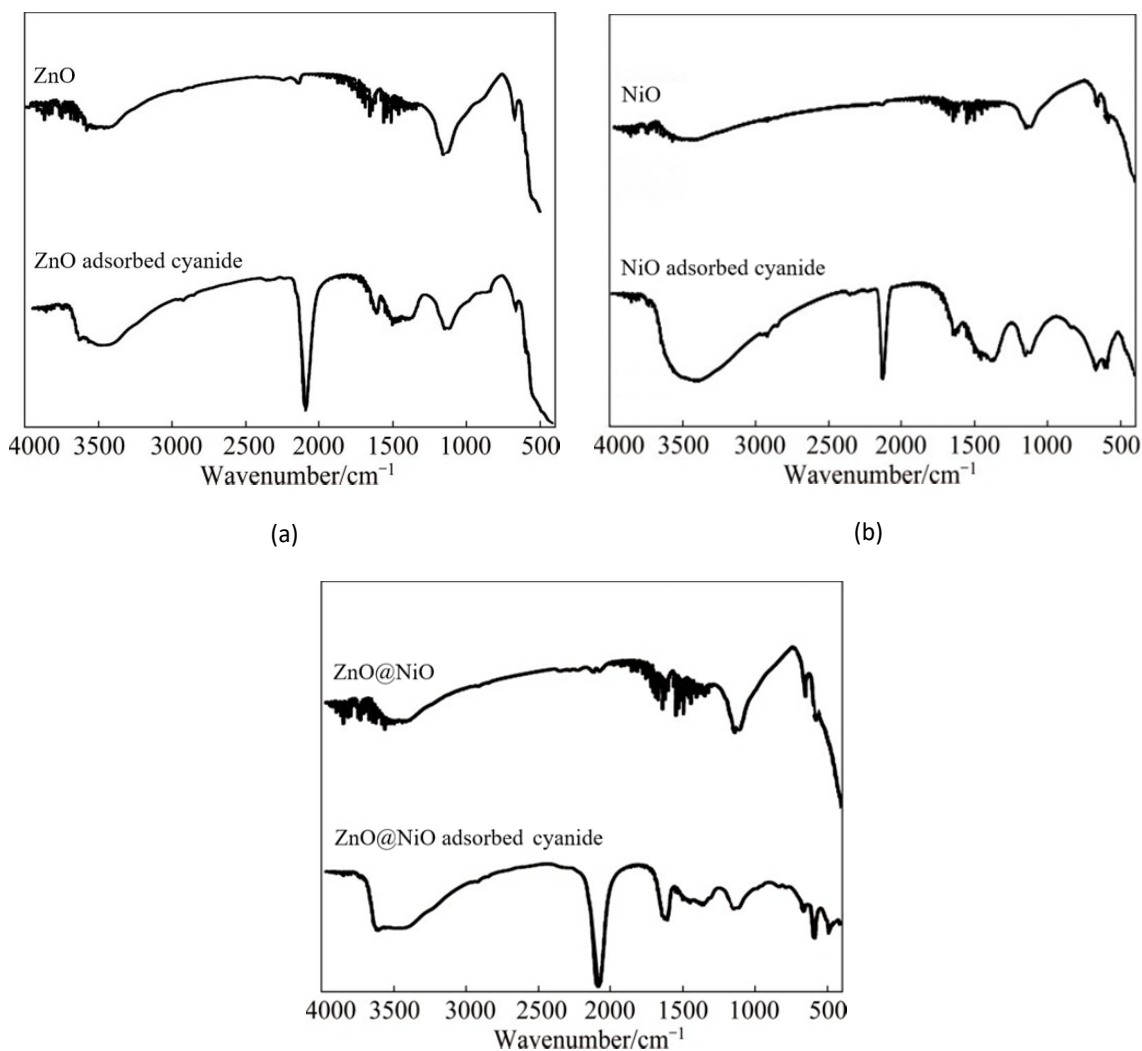 ZnO
ZnO adsorbed cyanide
4000 3500 3000 2500 2000 1500 1000 500
Wavenumber/cm⁻¹
(a)
NiO
NiO adsorbed cyanide
4000 3500 3000 2500 2000 1500 1000 500
Wavenumber/cm⁻¹
(b)
ZnO@NiO
ZnO@NiO adsorbed cyanide
4000 3500 3000 2500 2000 1500 1000 500
Wavenumber/cm⁻¹